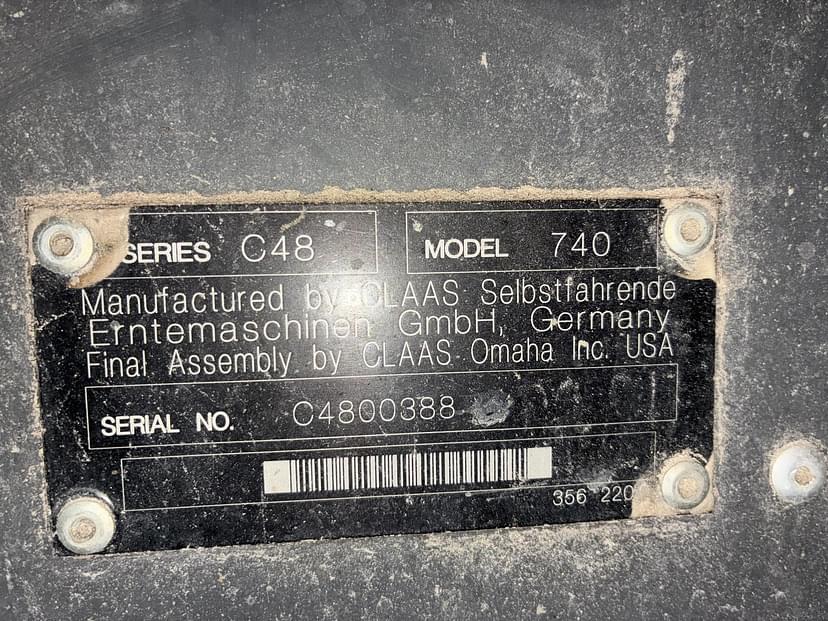 SERIES C48 MODEL 740
Manufactured by CLAAS Selbstfahrende
Erntemaschinen GmbH, Germany
Final Assembly by CLAAS Omaha Inc. USA
SERIAL NO. C4800388
356 220